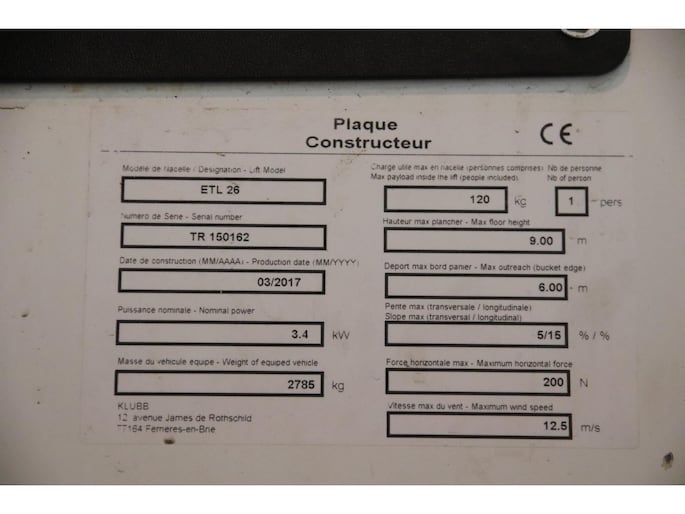 Plaque
Constructeur
CE
Modèle de Nacelle / Designation - Lift Model
ETL 26
Numero de Serie - Serial number
TR 150162
Date de construction (MM/AAAA) - Production date (MM/YYYY)
03/2017
Puissance nominale - Nominal power
3.4 kW
Masse du véhicule equipe - Weight of equiped vehicle
2785 kg
KLUBB
12 avenue James de Rothschild
77164 Ferrieres-en-Brie
Charge utile max en nacelle (personnes comprises)
Max payload inside the lift (people included)
120 kg
Nb de personne
Nb of person
1 pers
Hauteur max plancher - Max floor height
9.00 m
Deport max bord panier - Max outreach (bucket edge)
6.00 m
Pente max (transversale / longitudinale)
Slope max (transversal / longitudinal)
5/15 % / %
Force horizontale max - Maximum horizontal force
200 N
Vitesse max du vent - Maximum wind speed
12.5 m/s